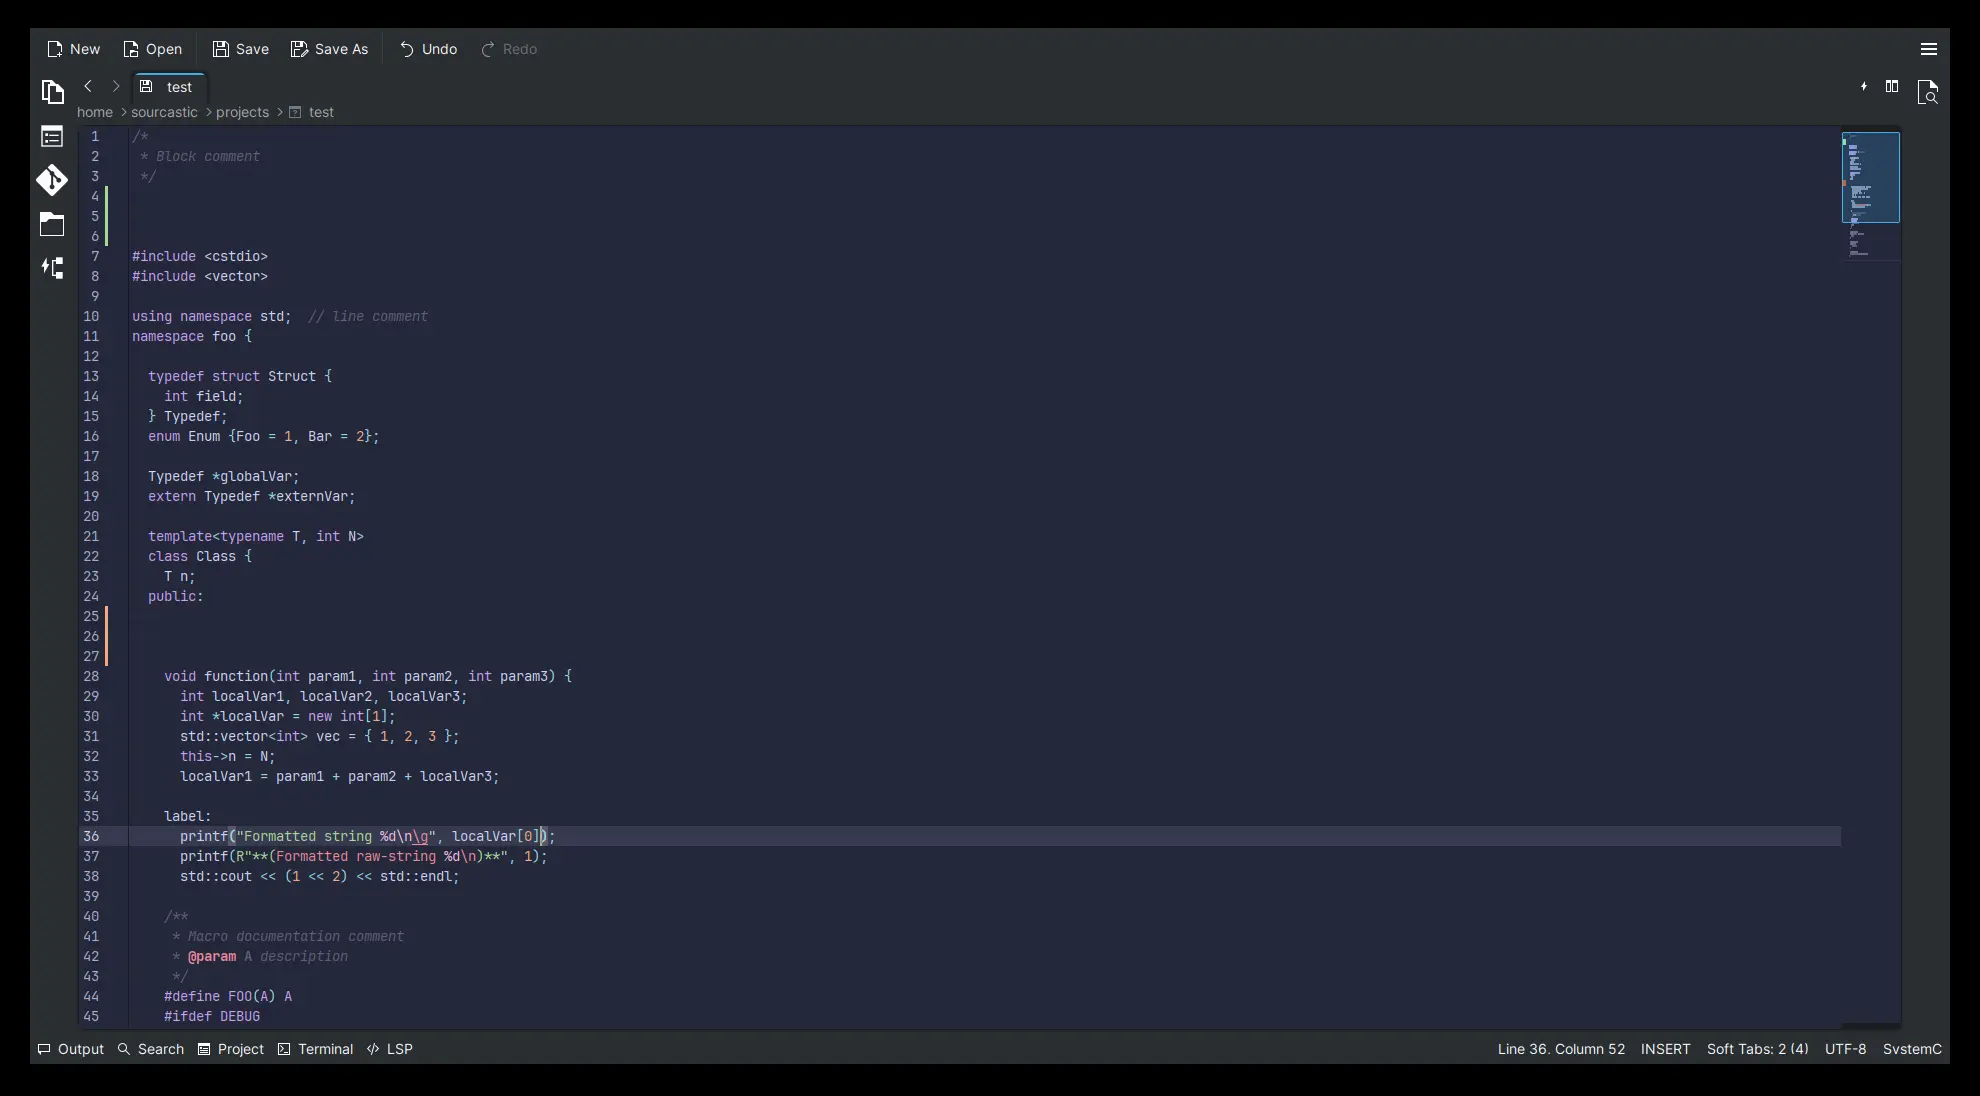 New Open Save Save As Undo Redo
test
home > sourcastic > projects > test
1 /*
2  * Block comment
3  */
4
5
6
7 #include <cstdio>
8 #include <vector>
9
10 using namespace std;  // line comment
11 namespace foo {
12
13   typedef struct Struct {
14     int field;
15   } Typedef;
16   enum Enum {Foo = 1, Bar = 2};
17
18   Typedef *globalVar;
19   extern Typedef *externVar;
20
21   template<typename T, int N>
22   class Class {
23     T n;
24   public:
25
26
27
28     void function(int param1, int param2, int param3) {
29       int localVar1, localVar2, localVar3;
30       int *localVar = new int[1];
31       std::vector<int> vec = { 1, 2, 3 };
32       this->n = N;
33       localVar1 = param1 + param2 + localVar3;
34
35     label:
36       printf("Formatted string %d\n\g", localVar[0]);
37       printf(R"**(Formatted raw-string %d\n)**", 1);
38       std::cout << (1 << 2) << std::endl;
39
40     /**
41      * Macro documentation comment
42      * @param A description
43      */
44     #define FOO(A) A
45     #ifdef DEBUG
Output Search Project Terminal LSP Line 36, Column 52 INSERT Soft Tabs: 2 (4) UTF-8 SystemC